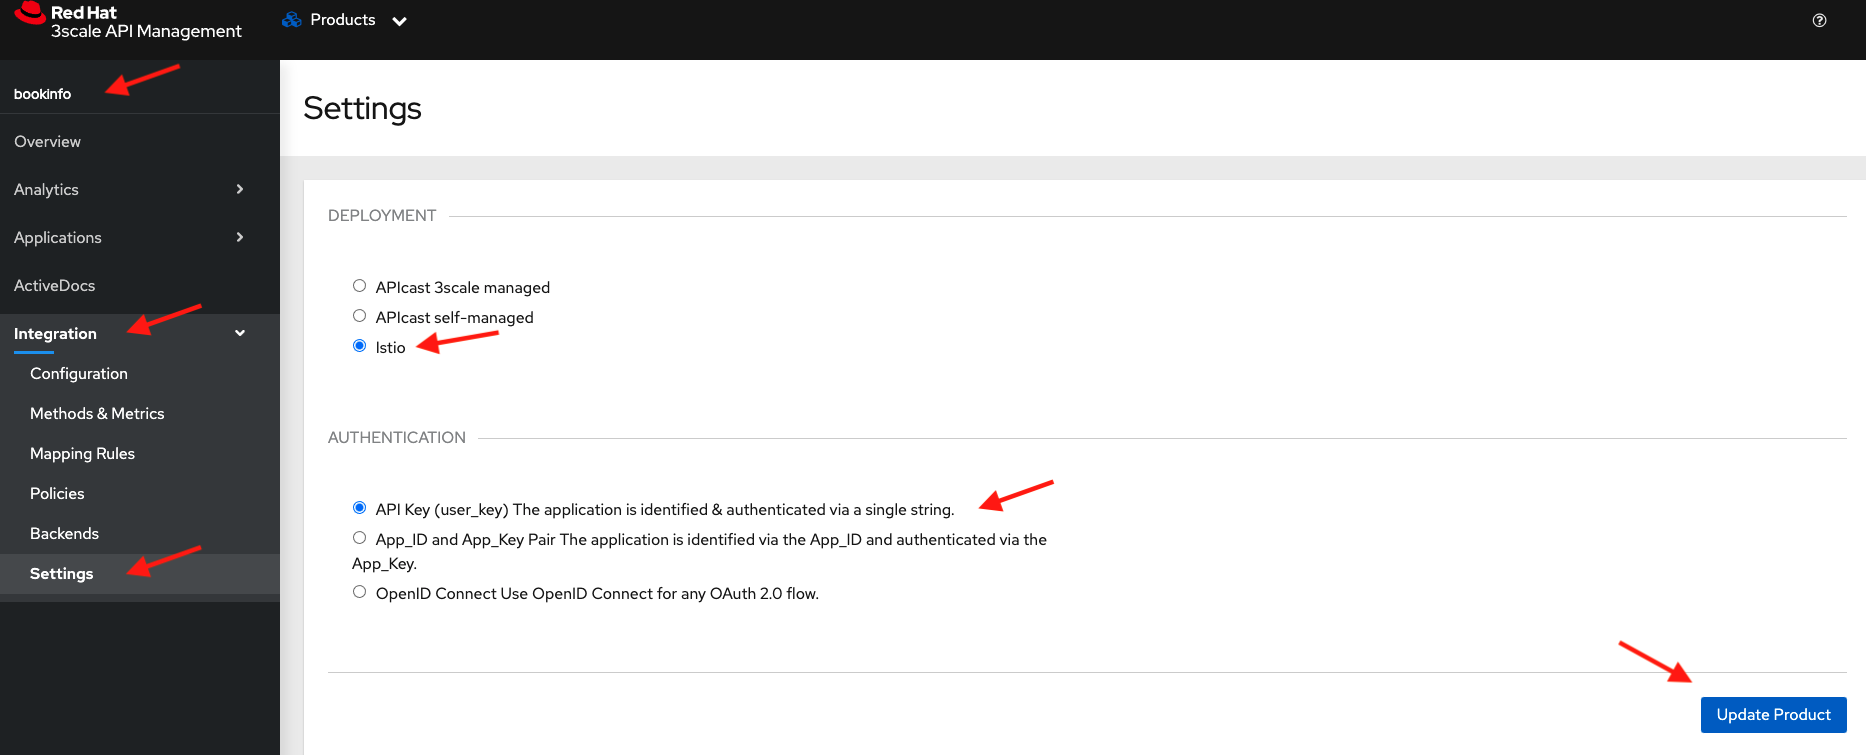 Red Hat
3scale API Management
Products
bookinfo
Overview
Analytics
Applications
ActiveDocs
Integration
Configuration
Methods & Metrics
Mapping Rules
Policies
Backends
Settings
Settings
DEPLOYMENT
APIcast 3scale managed
APIcast self-managed
Istio
AUTHENTICATION
API Key (user_key) The application is identified & authenticated via a single string.
App_ID and App_Key Pair The application is identified via the App_ID and authenticated via the
App_Key.
OpenID Connect Use OpenID Connect for any OAuth 2.0 flow.
Update Product